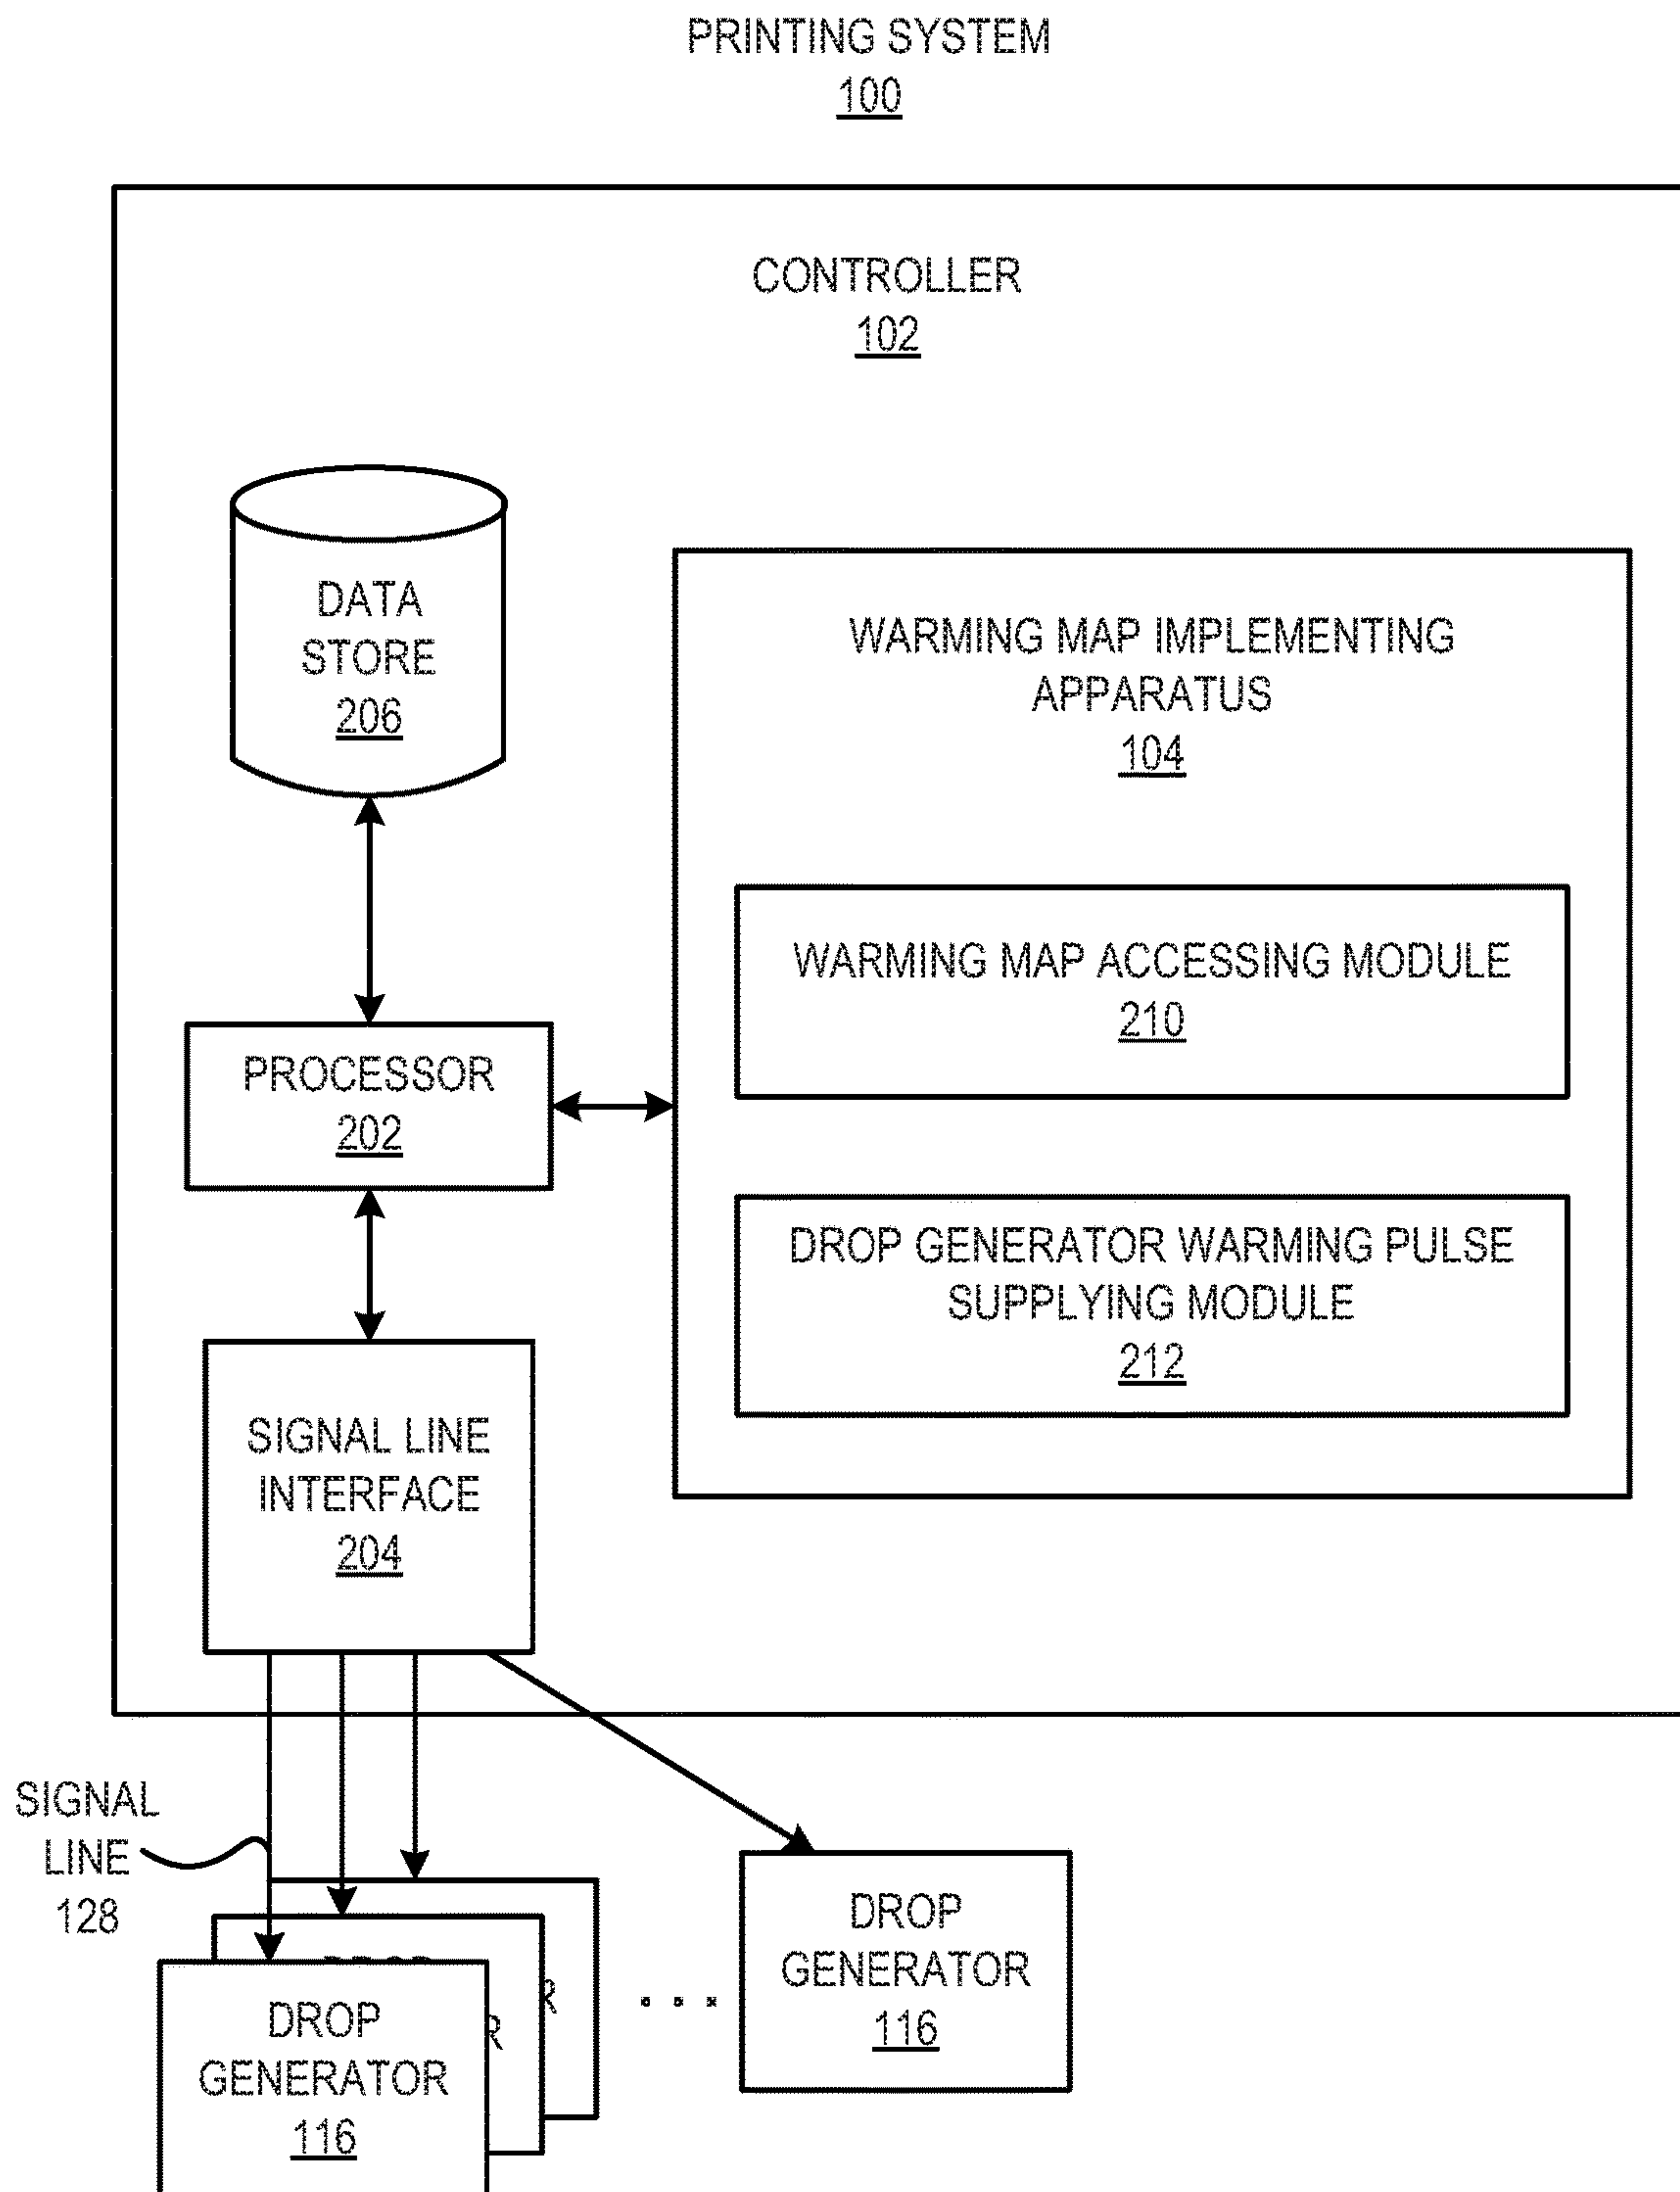 PRINTING SYSTEM
100
CONTROLLER
102
DATA
STORE
206
WARMING MAP IMPLEMENTING
APPARATUS
104
WARMING MAP ACCESSING MODULE
210
PROCESSOR
202
DROP GENERATOR WARMING PULSE
SUPPLYING MODULE
212
SIGNAL LINE
INTERFACE
204
SIGNAL
LINE
128
DROP
GENERATOR
116
R
R
. . .
DROP
GENERATOR
116